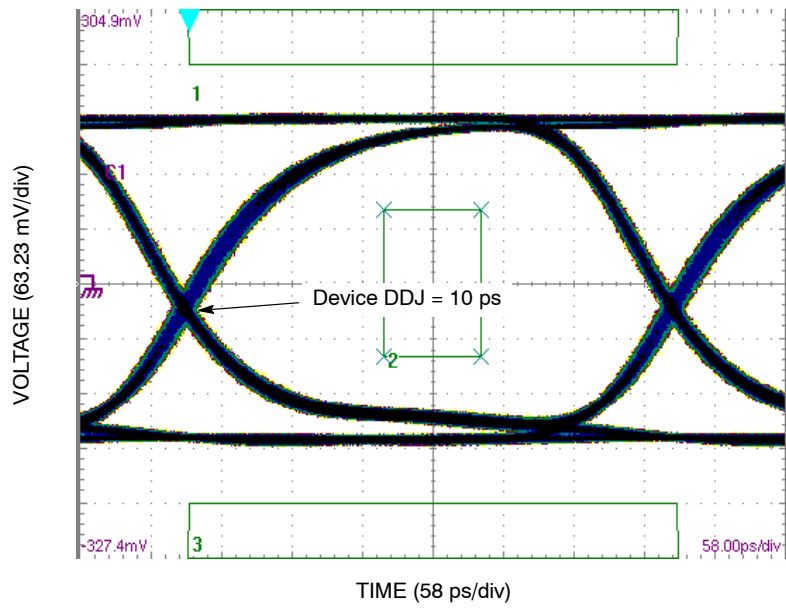 304.9mV
1
C1
Device DDJ = 10 ps
2
VOLTAGE (63.23 mV/div)
-327.4mV
3
58.00ps/div
TIME (58 ps/div)